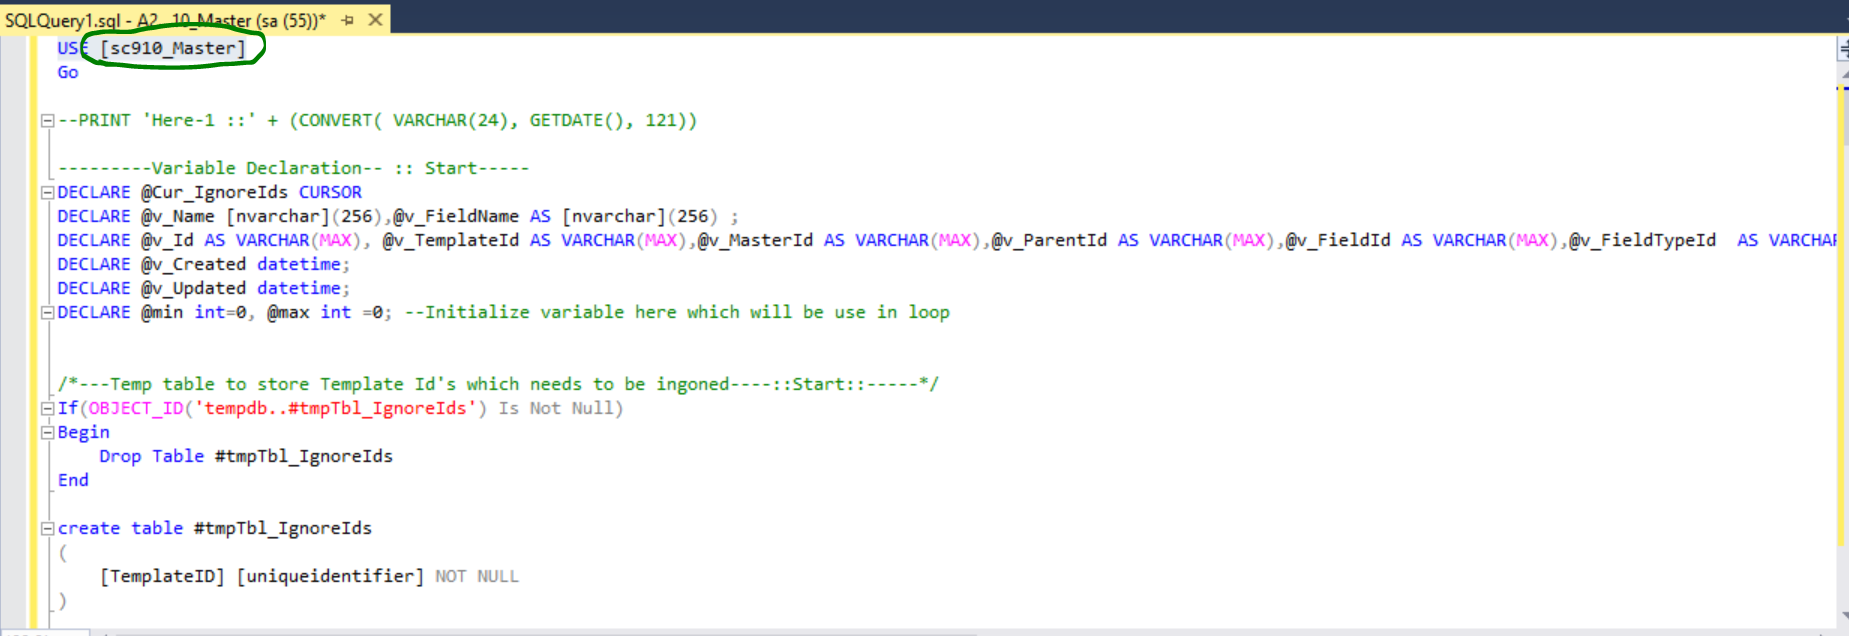 SQLQuery1.sql - A2...10_Master (sa (55))*
USE [sc910_Master]
Go
--PRINT 'Here-1 ::' + (CONVERT( VARCHAR(24), GETDATE(), 121))
---------Variable Declaration-- :: Start-----
DECLARE @Cur_IgnoreIds CURSOR
DECLARE @v_Name [nvarchar](256),@v_FieldName AS [nvarchar](256) ;
DECLARE @v_Id AS VARCHAR(MAX), @v_TemplateId AS VARCHAR(MAX),@v_MasterId AS VARCHAR(MAX),@v_ParentId AS VARCHAR(MAX),@v_FieldId AS VARCHAR(MAX),@v_FieldTypeId  AS VARCHAR
DECLARE @v_Created datetime;
DECLARE @v_Updated datetime;
DECLARE @min int=0, @max int =0; --Initialize variable here which will be use in loop
/*---Temp table to store Template Id's which needs to be ingoned----::Start::-----*/
If(OBJECT_ID('tempdb..#tmpTbl_IgnoreIds') Is Not Null)
Begin
Drop Table #tmpTbl_IgnoreIds
End
create table #tmpTbl_IgnoreIds
(
[TemplateID] [uniqueidentifier] NOT NULL
)